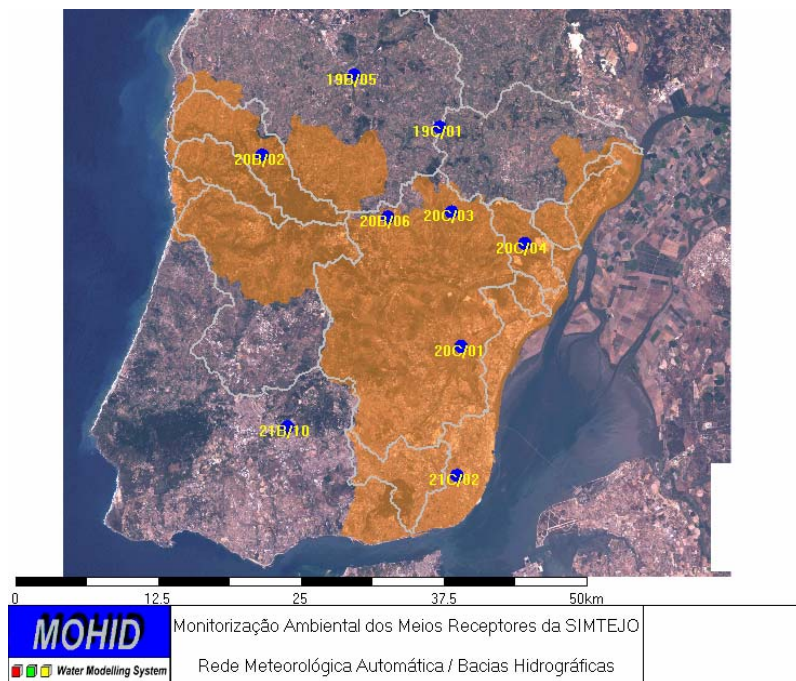 19B/05
19C/01
20B/02
20B/06
20C/03
20C/04
20C/01
21B/10
21C/02
0 12.5 25 37.5 50km
MOHID
Water Modelling System
Monitorização Ambiental dos Meios Receptores da SIMTEJO
Rede Meteorológica Automática / Bacias Hidrográficas